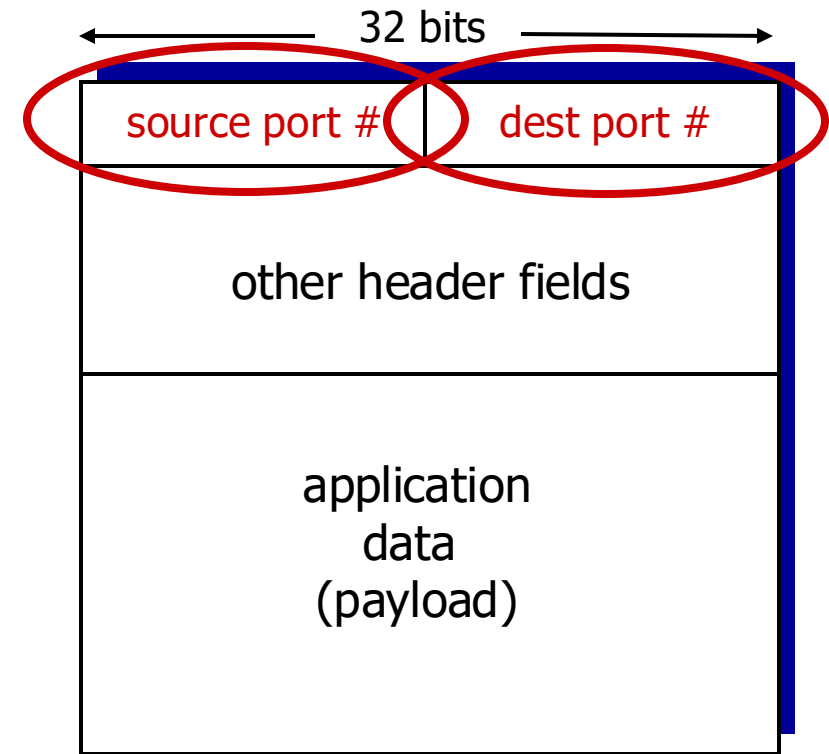 32 bits
source port #
dest port #
other header fields
application
data
(payload)